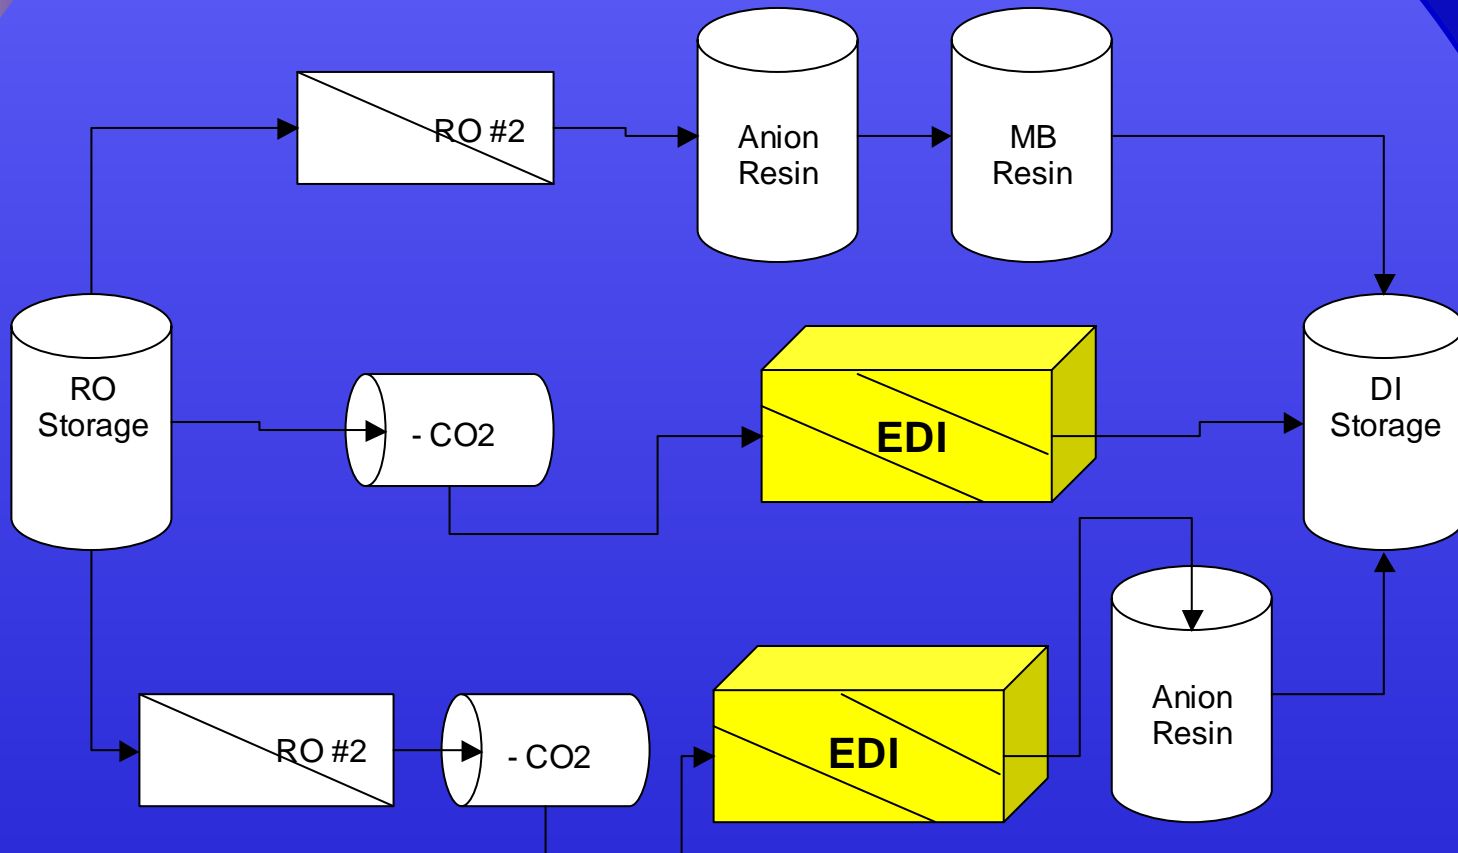 RO #2
Anion
Resin
MB
Resin
RO
Storage
- CO2
EDI
DI
Storage
RO #2
- CO2
EDI
Anion
Resin